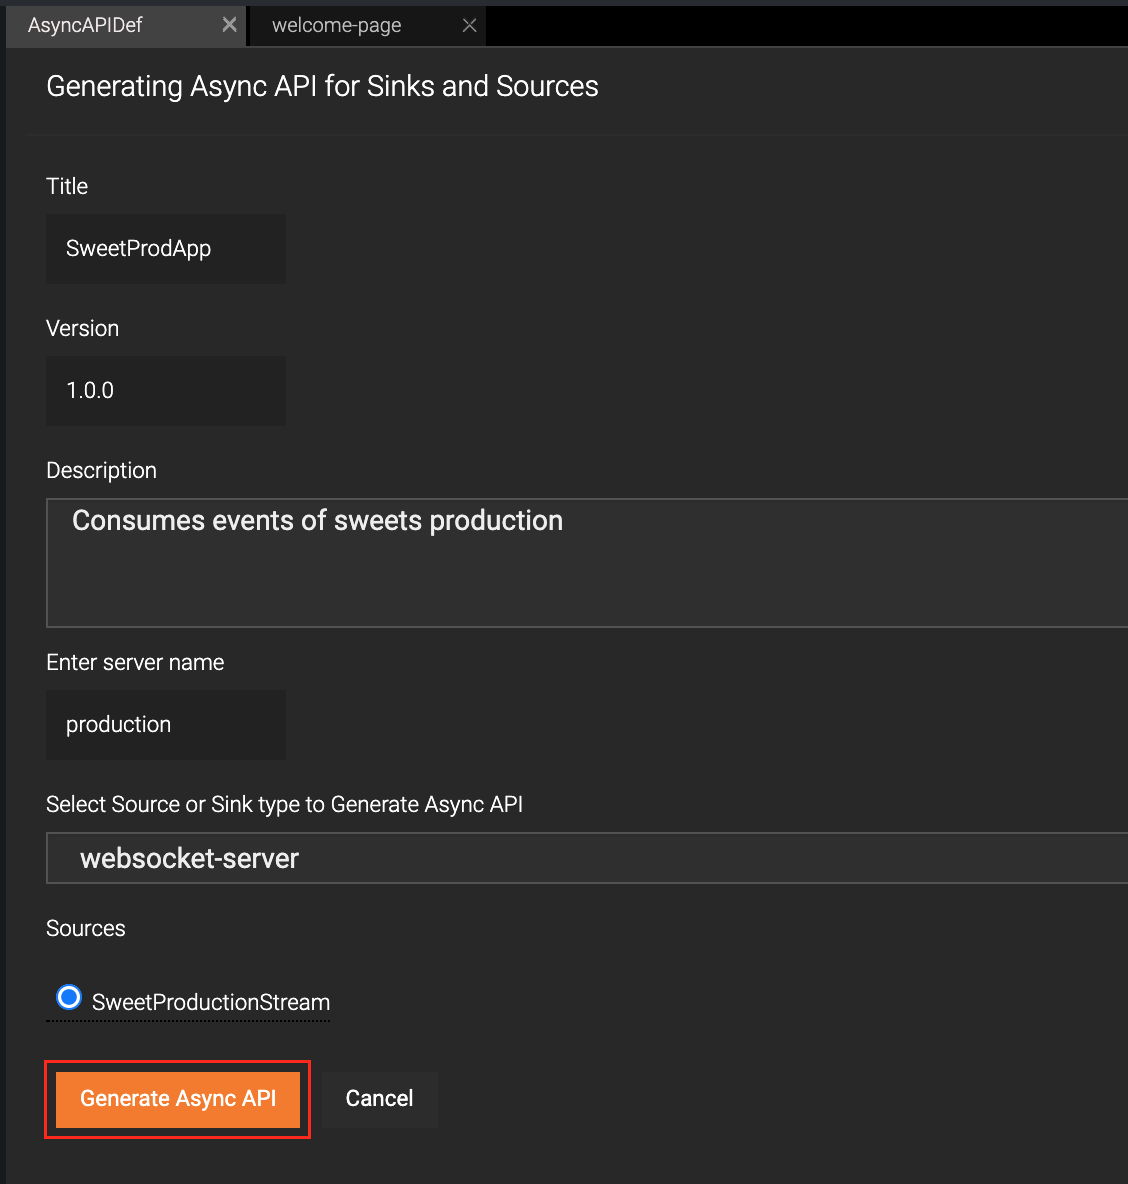 AsyncAPIDef
welcome-page
Generating Async API for Sinks and Sources
Title
SweetProdApp
Version
1.0.0
Description
Consumes events of sweets production
Enter server name
production
Select Source or Sink type to Generate Async API
websocket-server
Sources
SweetProductionStream
Generate Async API
Cancel